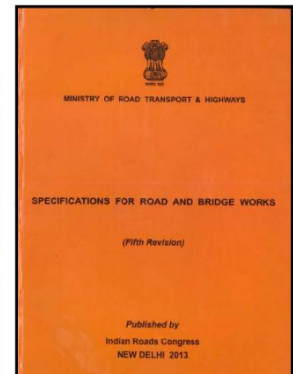 MINISTRY OF ROAD TRANSPORT & HIGHWAYS
SPECIFICATIONS FOR ROAD AND BRIDGE WORKS
(Fifth Revision)
Published by
Indian Roads Congress
NEW DELHI 2013